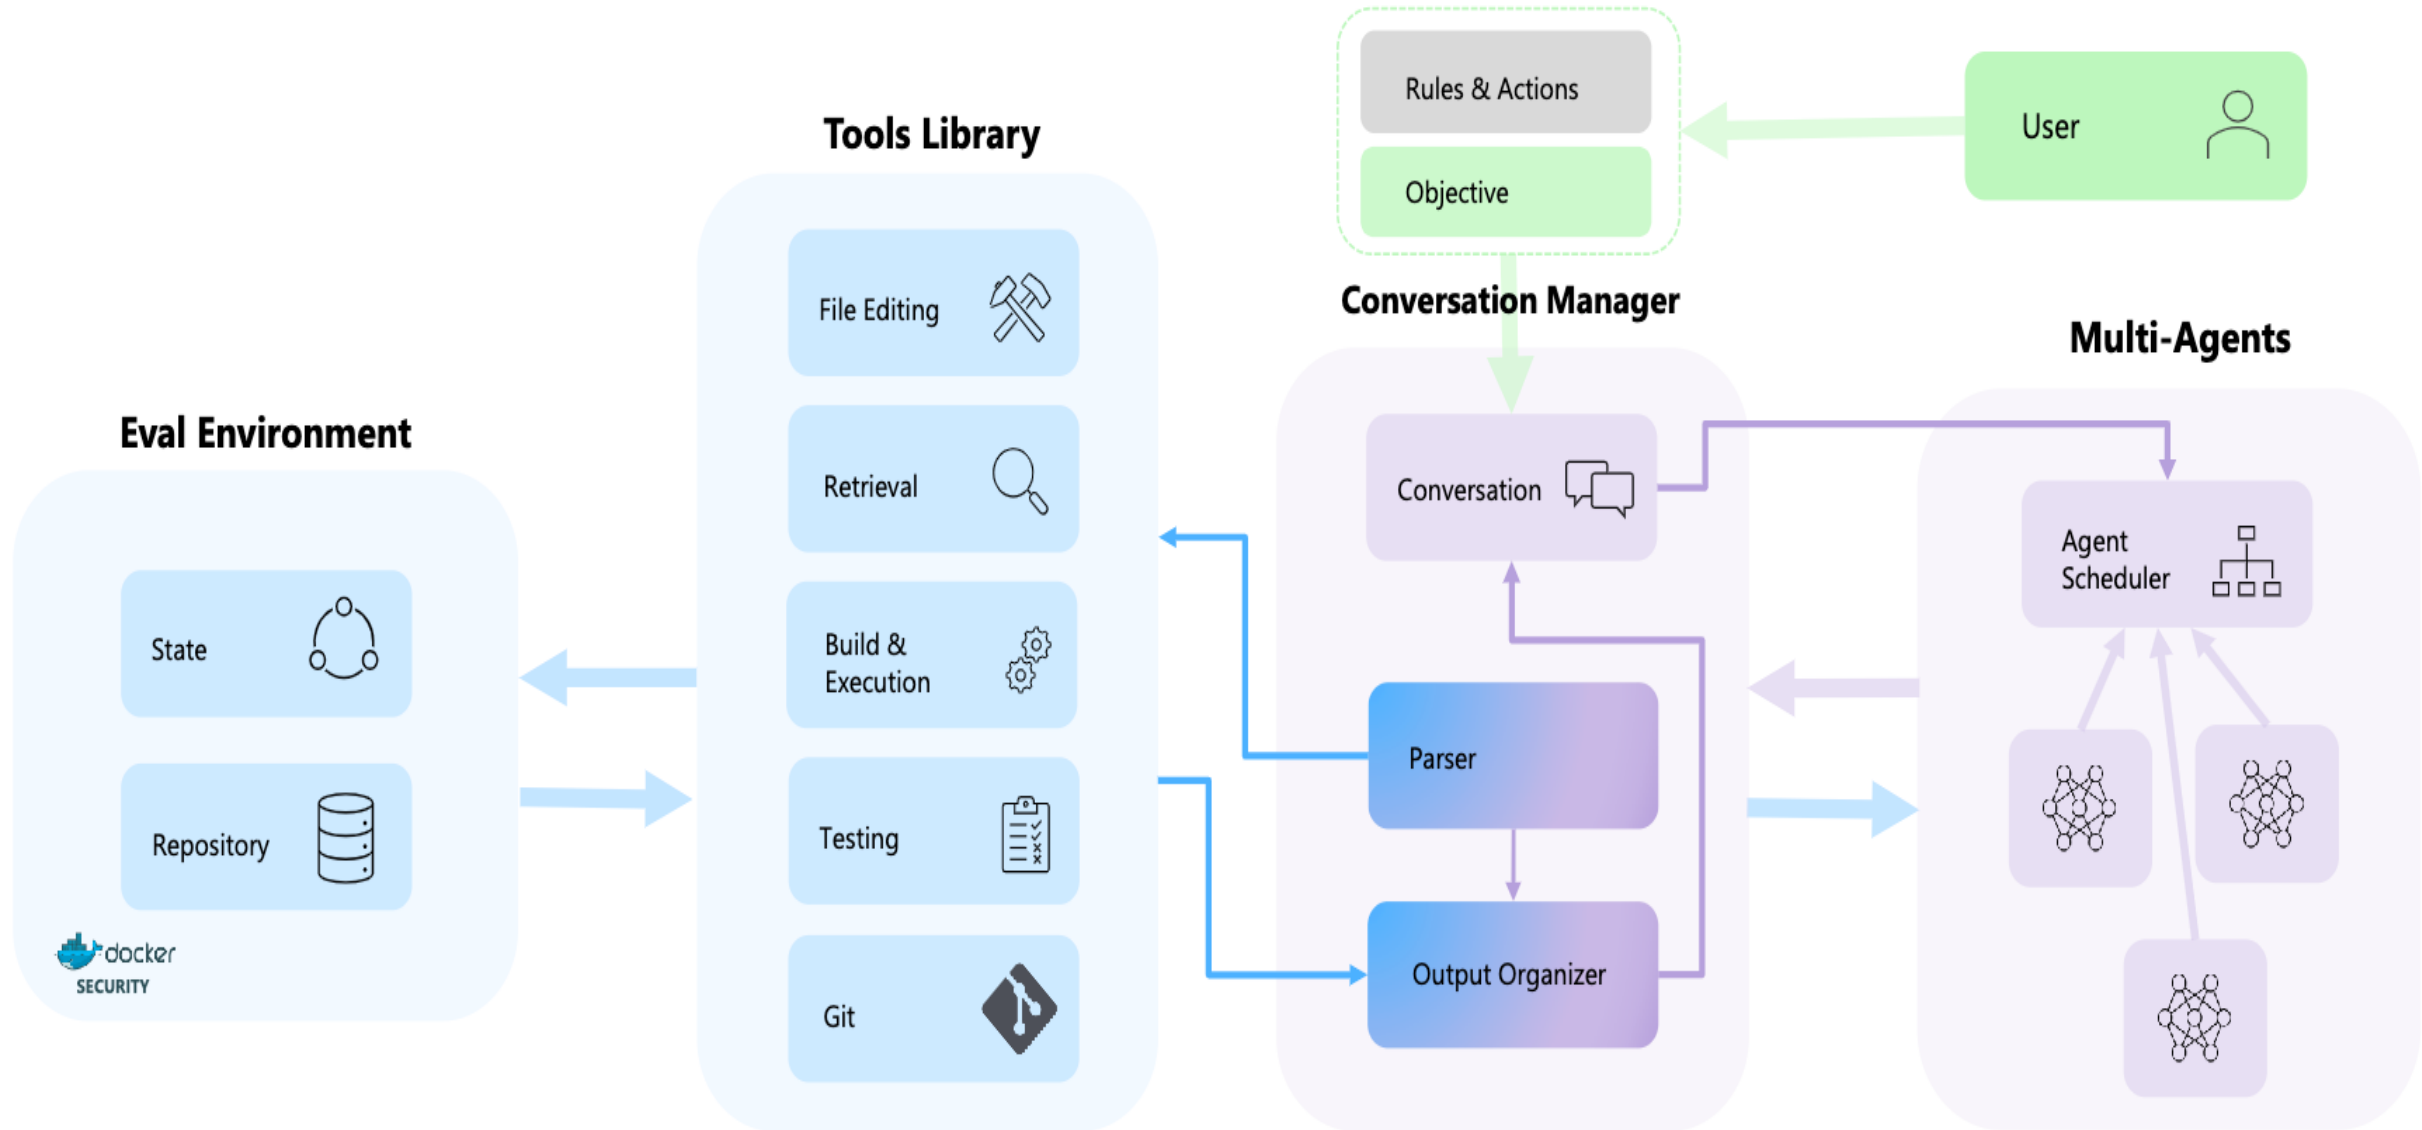 Rules & Actions
Objective
User
Tools Library
File Editing
Retrieval
Build &
Execution
Testing
Git
Conversation Manager
Conversation
Parser
Output Organizer
Multi-Agents
Agent
Scheduler
Eval Environment
State
Repository
docker
SECURITY